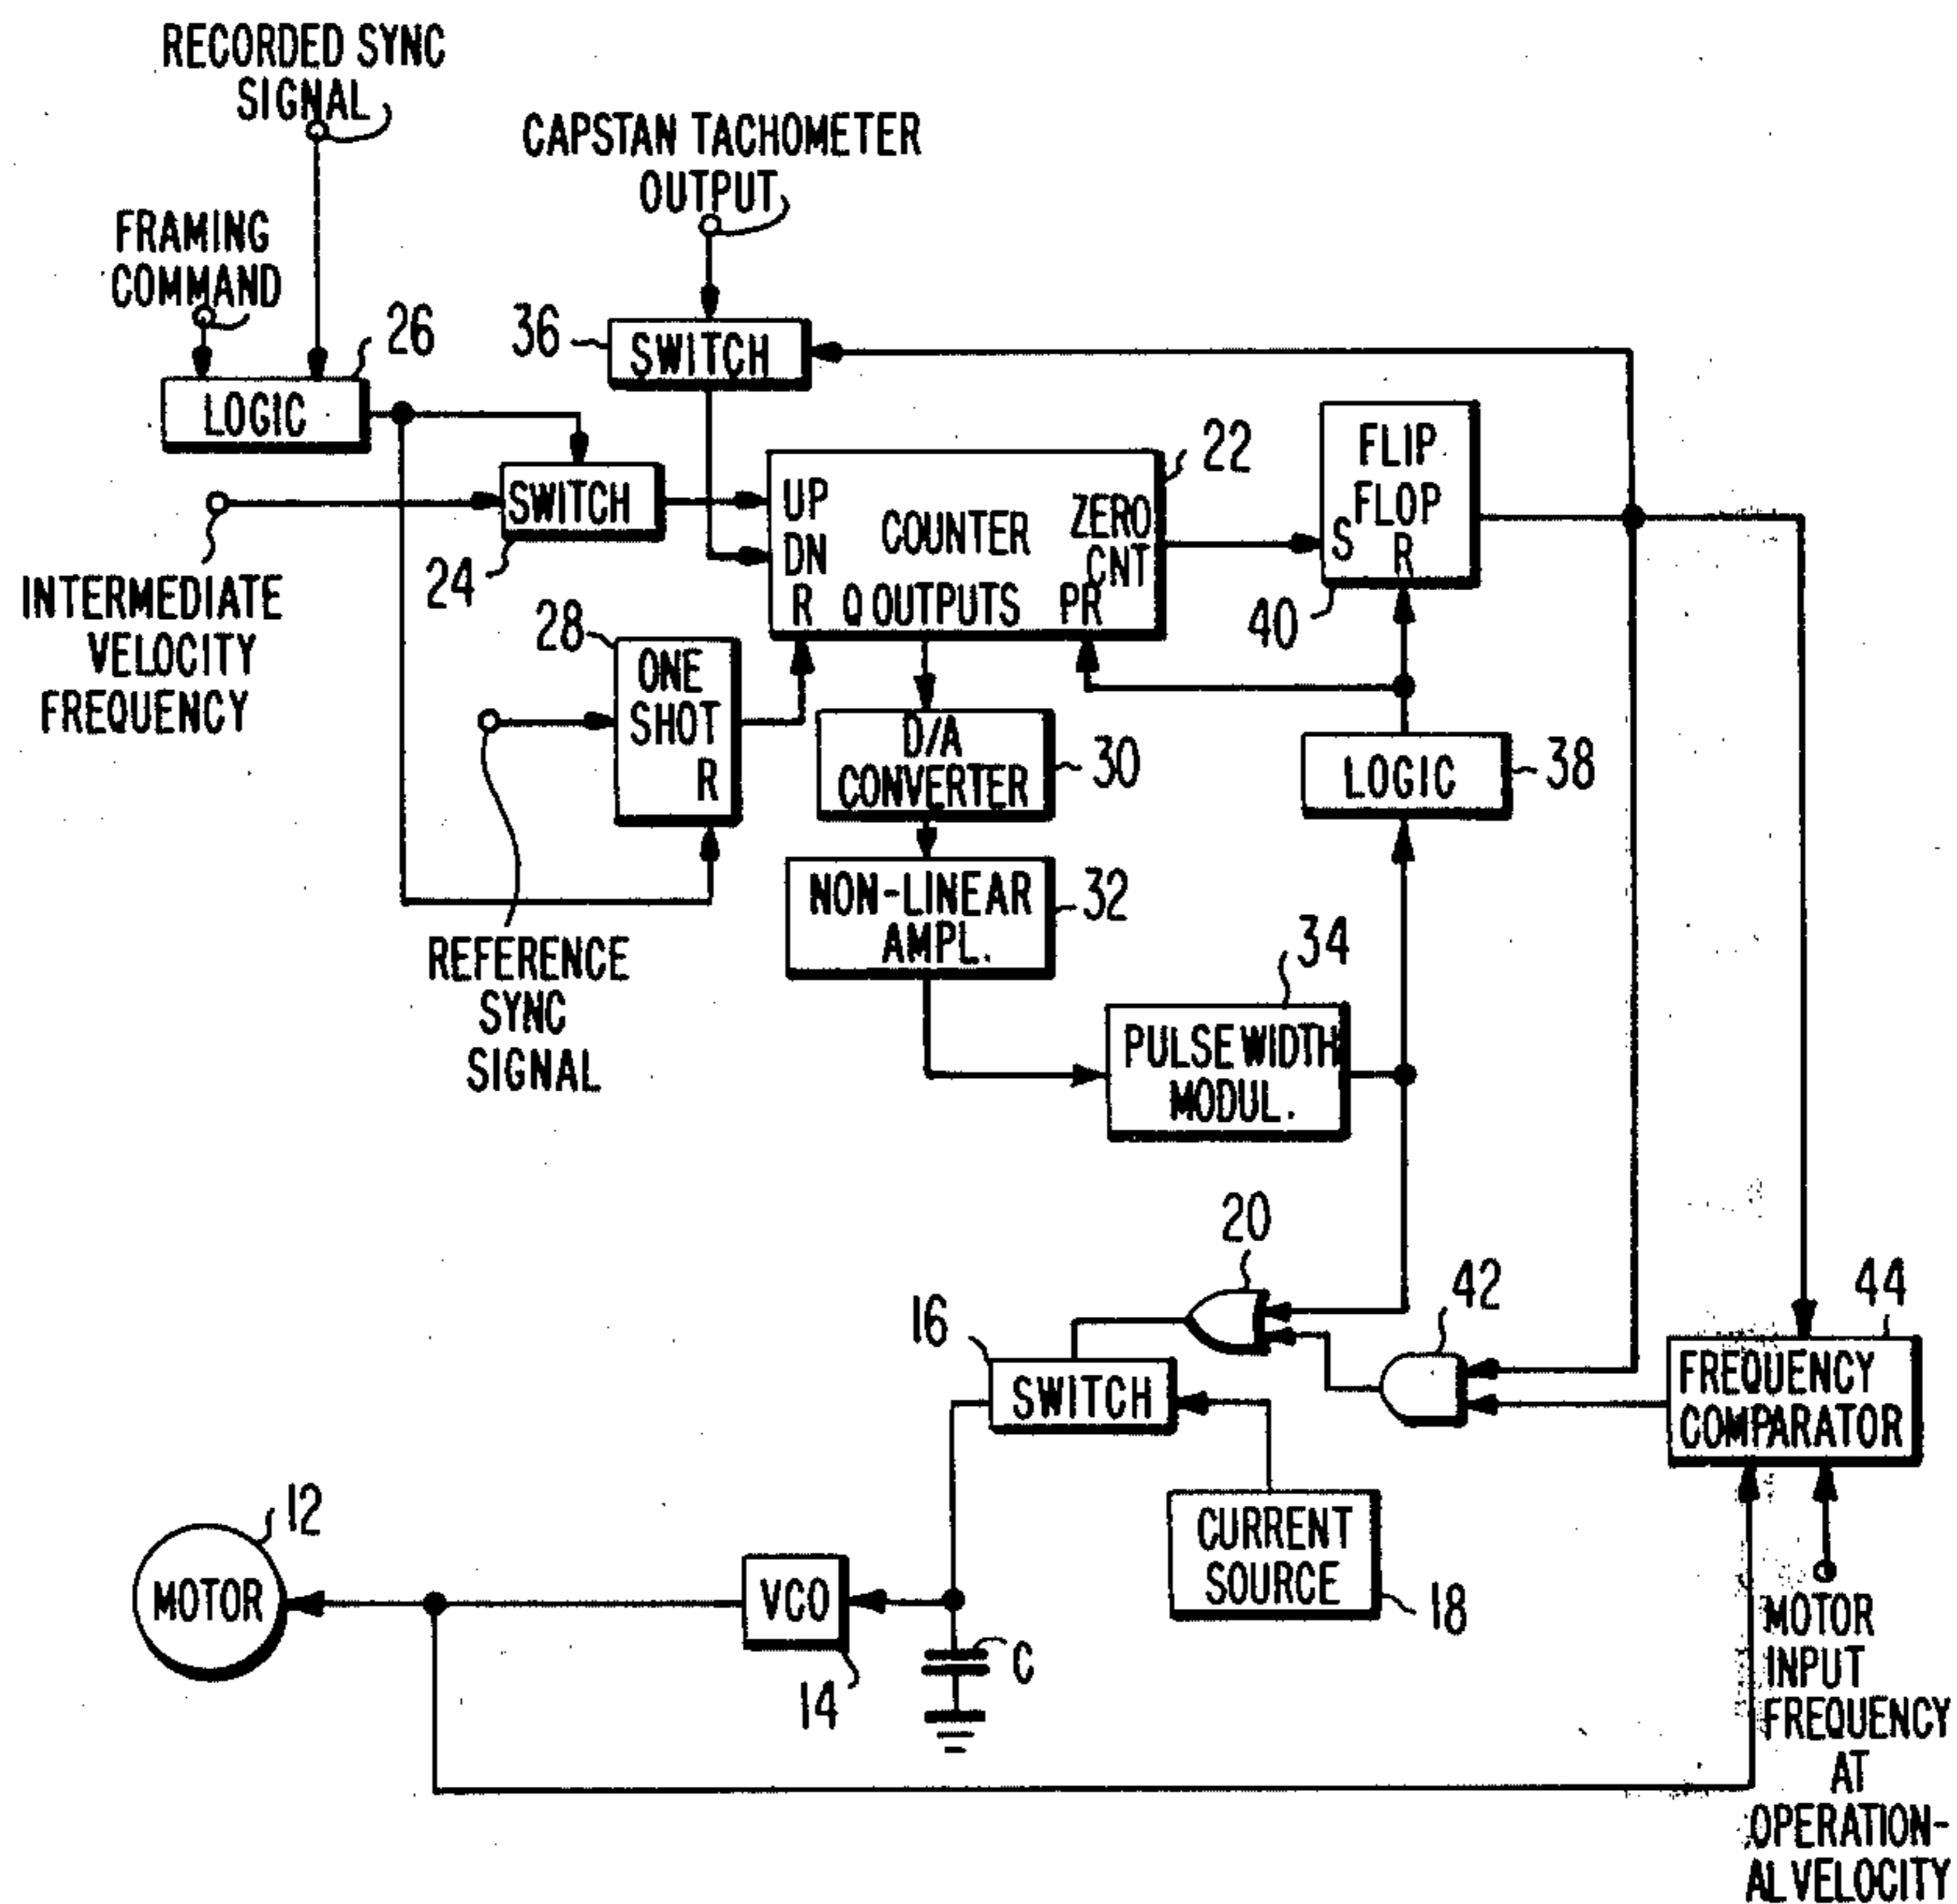 RECORDED SYNC
SIGNAL
CAPSTAN TACHOMETER
OUTPUT
FRAMING
COMMAND
26
36
SWITCH
LOGIC
22
FLIP
FLOP
S
R
40
SWITCH
24
UP
DN
R
COUNTER
Q OUTPUTS
ZERO
CNT
PR
INTERMEDIATE
VELOCITY
FREQUENCY
28
ONE
SHOT
R
D/A
CONVERTER
30
LOGIC
38
NON-LINEAR
AMPL.
32
REFERENCE
SYNC
SIGNAL
34
PULSE WIDTH
MODUL.
20
42
44
16
SWITCH
FREQUENCY
COMPARATOR
12
MOTOR
VCO
14
C
CURRENT
SOURCE
18
MOTOR
INPUT
FREQUENCY
AT
OPERATION-
AL VELOCITY